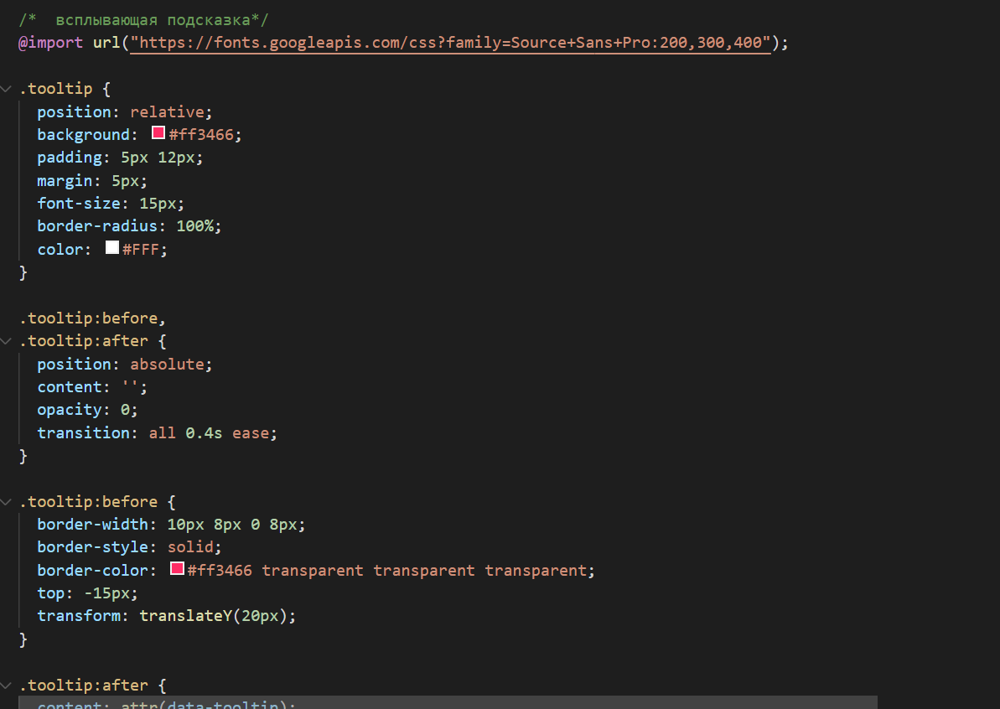 /*  всплывающая подсказка*/
@import url("https://fonts.googleapis.com/css?family=Source+Sans+Pro:200,300,400");
.tooltip {
position: relative;
background: #ff3466;
padding: 5px 12px;
margin: 5px;
font-size: 15px;
border-radius: 100%;
color: #FFF;
}
.tooltip:before,
.tooltip:after {
position: absolute;
content: '';
opacity: 0;
transition: all 0.4s ease;
}
.tooltip:before {
border-width: 10px 8px 0 8px;
border-style: solid;
border-color: #ff3466 transparent transparent transparent;
top: -15px;
transform: translateY(20px);
}
.tooltip:after {
content: attr(data-tooltip);